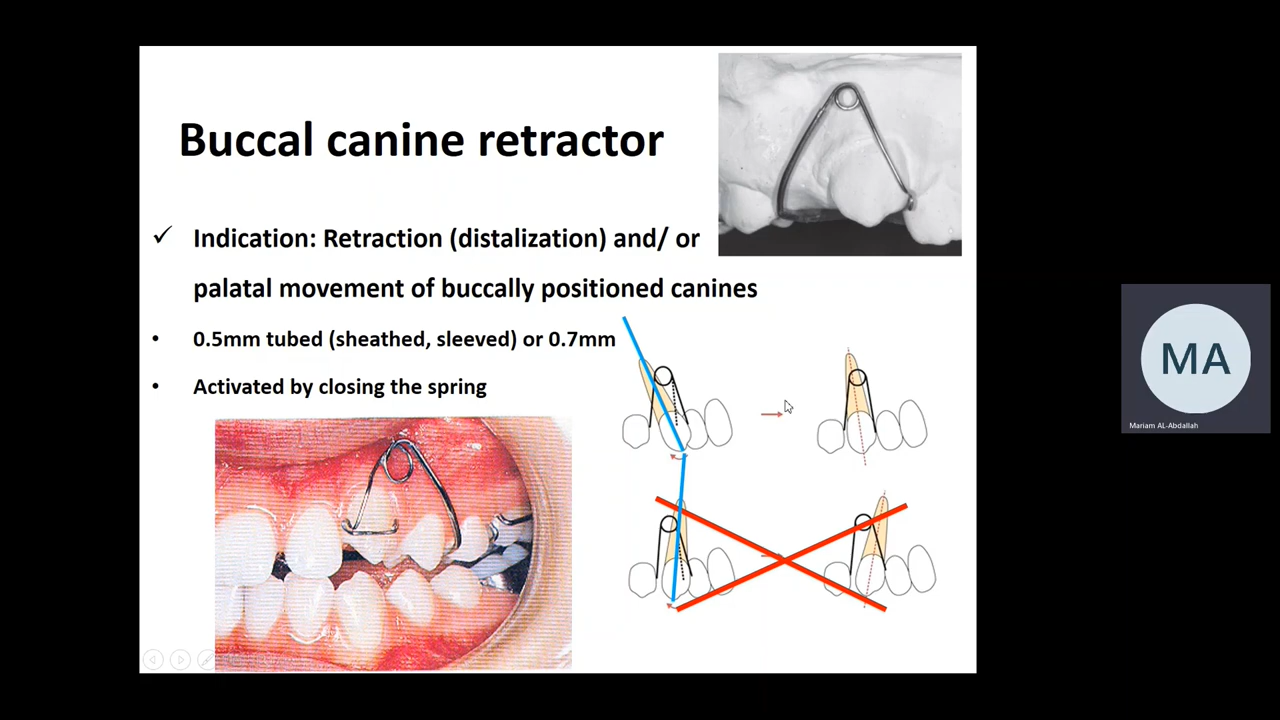 Buccal canine retractor
✓ Indication: Retraction (distalization) and/ or
palatal movement of buccally positioned canines
• 0.5mm tubed (sheathed, sleeved) or 0.7mm
• Activated by closing the spring
MA
Mariam AL-Abdallah